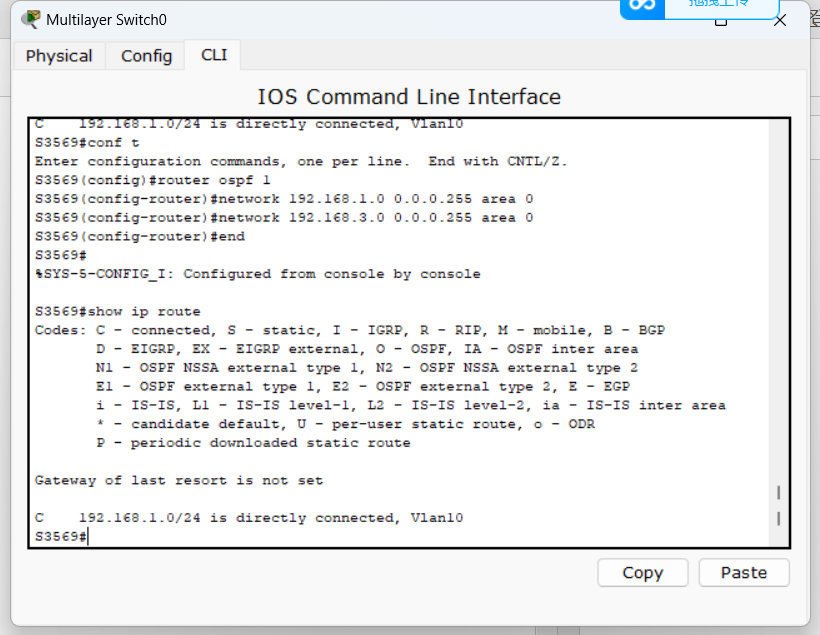 Multilayer Switch0
拖拽上传
Physical
Config
CLI
IOS Command Line Interface
C    192.168.1.0/24 is directly connected, Vlan10
S3569#conf t
Enter configuration commands, one per line.  End with CNTL/Z.
S3569(config)#router ospf 1
S3569(config-router)#network 192.168.1.0 0.0.0.255 area 0
S3569(config-router)#network 192.168.3.0 0.0.0.255 area 0
S3569(config-router)#end
S3569#
%SYS-5-CONFIG_I: Configured from console by console
S3569#show ip route
Codes: C - connected, S - static, I - IGRP, R - RIP, M - mobile, B - BGP
       D - EIGRP, EX - EIGRP external, O - OSPF, IA - OSPF inter area
       N1 - OSPF NSSA external type 1, N2 - OSPF NSSA external type 2
       E1 - OSPF external type 1, E2 - OSPF external type 2, E - EGP
       i - IS-IS, L1 - IS-IS level-1, L2 - IS-IS level-2, ia - IS-IS inter area
       * - candidate default, U - per-user static route, o - ODR
       P - periodic downloaded static route
Gateway of last resort is not set
C    192.168.1.0/24 is directly connected, Vlan10
S3569#
Copy
Paste